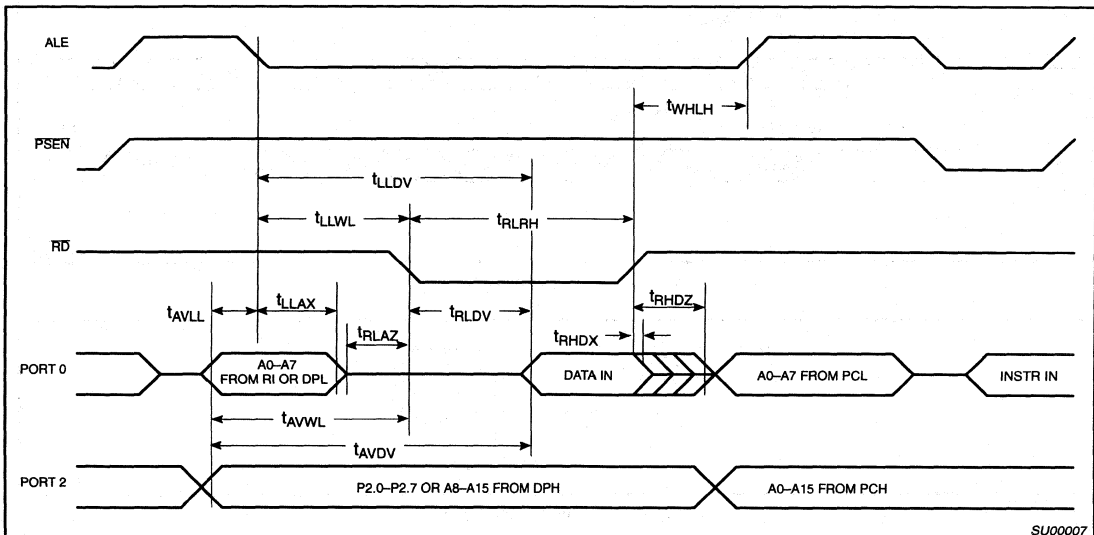 ALE
tWHLH
PSEN
tLLDV
tLLWL
tRLRH
RD
tAVLL
tLLAX
tRLAZ
tRLDV
tRHDZ
tRHDX
PORT 0
A0–A7
FROM RI OR DPL
DATA IN
A0–A7 FROM PCL
INSTR IN
tAVWL
tAVDV
PORT 2
P2.0–P2.7 OR A8–A15 FROM DPH
A0–A15 FROM PCH
SU00007